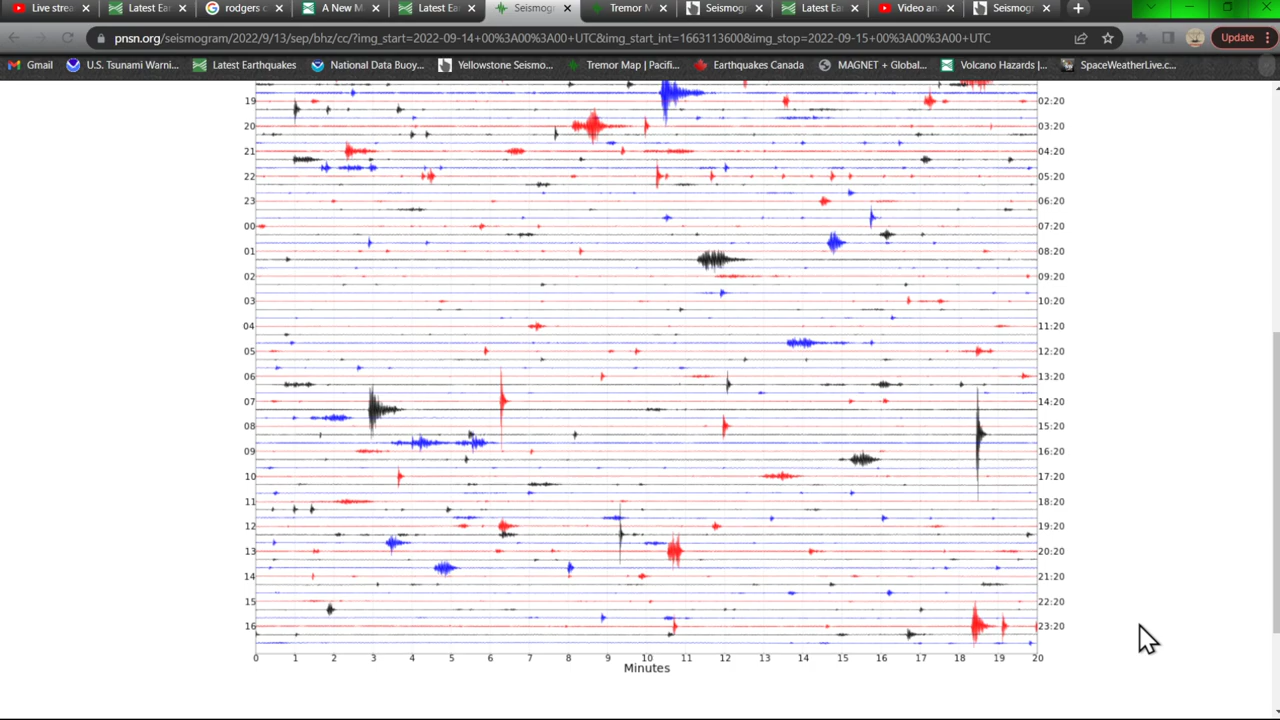 Live strea
Latest Ear
rodgers c
A New M
Latest Ea
Seismog
Tremor M
Seismogr
Latest Ear
Video an
Seismog
pnsn.org/seismogram/2022/9/13/sep/bhz/cc/?img_start=2022-09-14+00%3A00%3A00+UTC&img_start_int=1663113600&img_stop=2022-09-15+00%3A00%3A00+UTC
Update
Gmail
U.S. Tsunami Warni...
Latest Earthquakes
National Data Buoy...
Yellowstone Seismo...
Tremor Map | Pacifi...
Earthquakes Canada
MAGNET + Global...
Volcano Hazards |...
SpaceWeatherLive.c...
19 02:20
20 03:20
21 04:20
22 05:20
23 06:20
00 07:20
01 08:20
02 09:20
03 10:20
04 11:20
05 12:20
06 13:20
07 14:20
08 15:20
09 16:20
10 17:20
11 18:20
12 19:20
13 20:20
14 21:20
15 22:20
16 23:20
0 1 2 3 4 5 6 7 8 9 10 11 12 13 14 15 16 17 18 19 20
Minutes